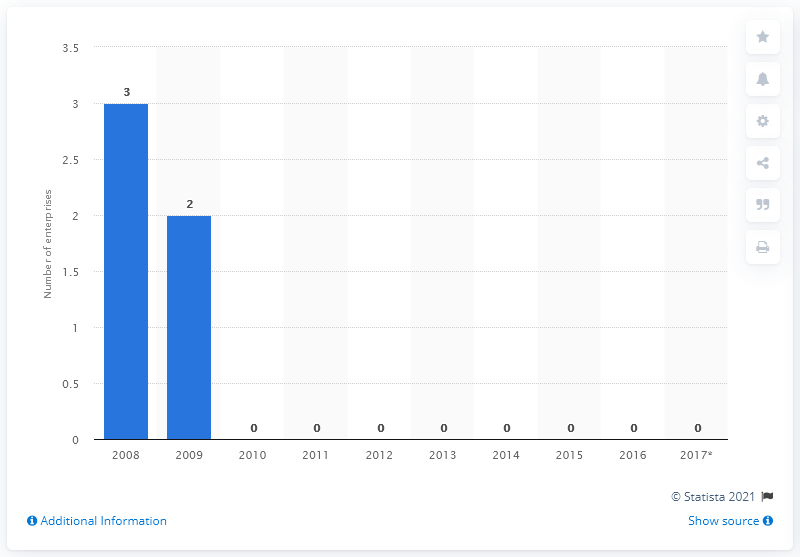 3.5
3
2.5
2
1.5
1
0.5
0
Number of enterprises
3
2
0 0 0 0 0 0 0 0
2008 2009 2010 2011 2012 2013 2014 2015 2016 2017*
© Statista 2021
Additional Information
Show source